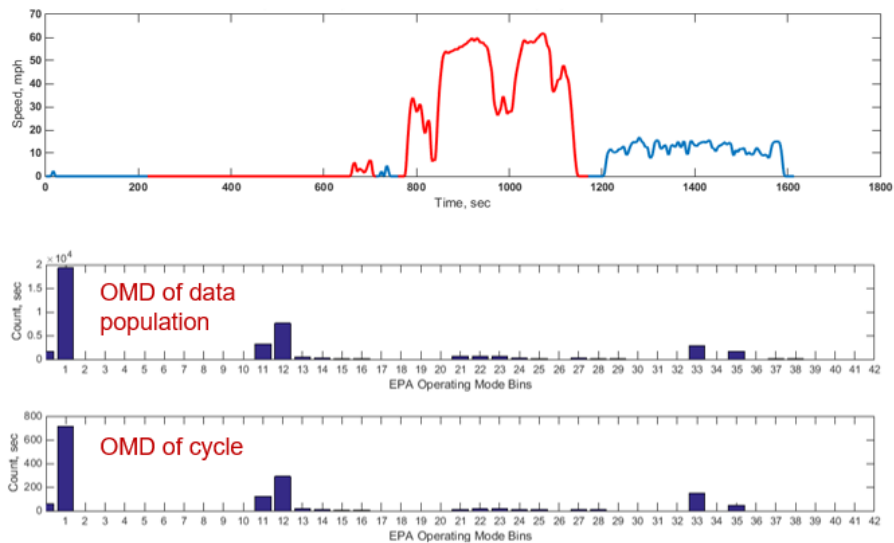 70
60
50
40
30
20
10
0
Speed, mph
0 200 400 600 800 1000 1200 1400 1600 1800
Time, sec
× 10⁴
2
1.5
1
0.5
0
Count, sec
OMD of data
population
1 2 3 4 5 6 7 8 9 10 11 12 13 14 15 16 17 18 19 20 21 22 23 24 25 26 27 28 29 30 31 32 33 34 35 36 37 38 39 40 41 42
EPA Operating Mode Bins
800
600
400
200
0
Count, sec
OMD of cycle
1 2 3 4 5 6 7 8 9 10 11 12 13 14 15 16 17 18 19 20 21 22 23 24 25 26 27 28 29 30 31 32 33 34 35 36 37 38 39 40 41 42
EPA Operating Mode Bins